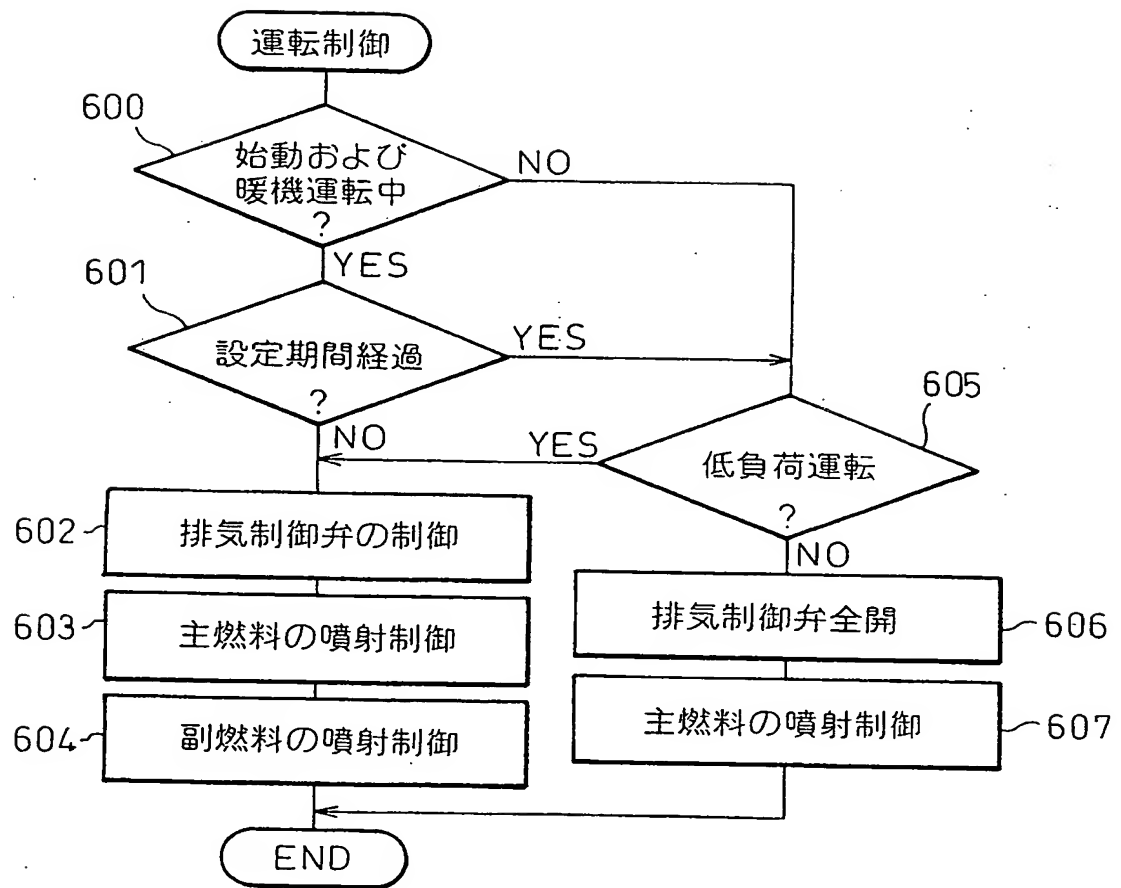 運転制御
600
始動および
暖機運転中
?
NO
YES
601
設定期間経過
?
YES
NO
605
低負荷運転
?
YES
NO
602
排気制御弁の制御
603
主燃料の噴射制御
604
副燃料の噴射制御
排気制御弁全開
606
主燃料の噴射制御
607
END